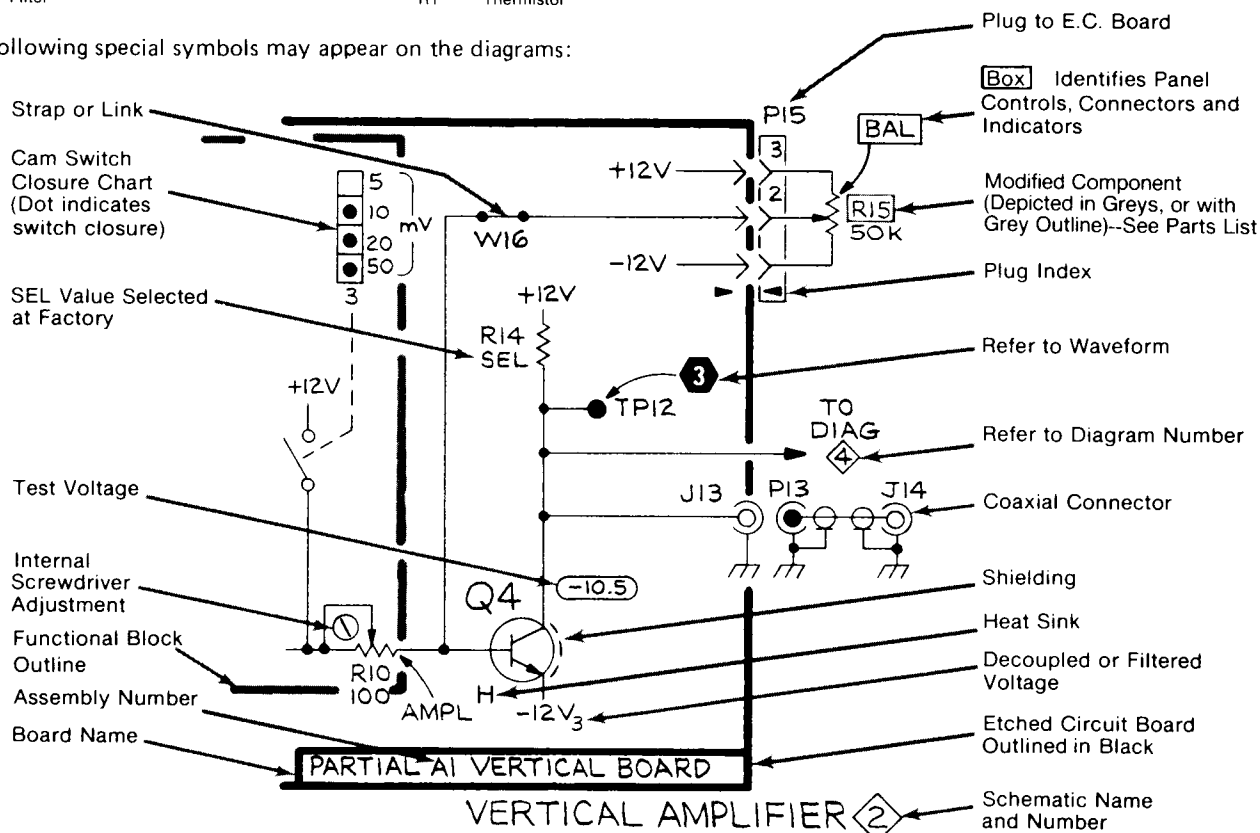 RT Thermistor
ollowing special symbols may appear on the diagrams:
Strap or Link
Cam Switch
Closure Chart
(Dot indicates
switch closure)
SEL Value Selected
at Factory
Test Voltage
Internal
Screwdriver
Adjustment
Functional Block
Outline
Assembly Number
Board Name
5
10
20
50
mV
3
+12V
R10
100
AMPL
W16
+12V
R14
SEL
TP12
3
Q4
-10.5
H
-12V3
+12V
-12V
P15
3
2
BAL
R15
50K
TO
DIAG
4
J13
P13
J14
PARTIAL A1 VERTICAL BOARD
VERTICAL AMPLIFIER 2
Plug to E.C. Board
Box Identifies Panel
Controls, Connectors and
Indicators
Modified Component
(Depicted in Greys, or with
Grey Outline)--See Parts List
Plug Index
Refer to Waveform
Refer to Diagram Number
Coaxial Connector
Shielding
Heat Sink
Decoupled or Filtered
Voltage
Etched Circuit Board
Outlined in Black
Schematic Name
and Number